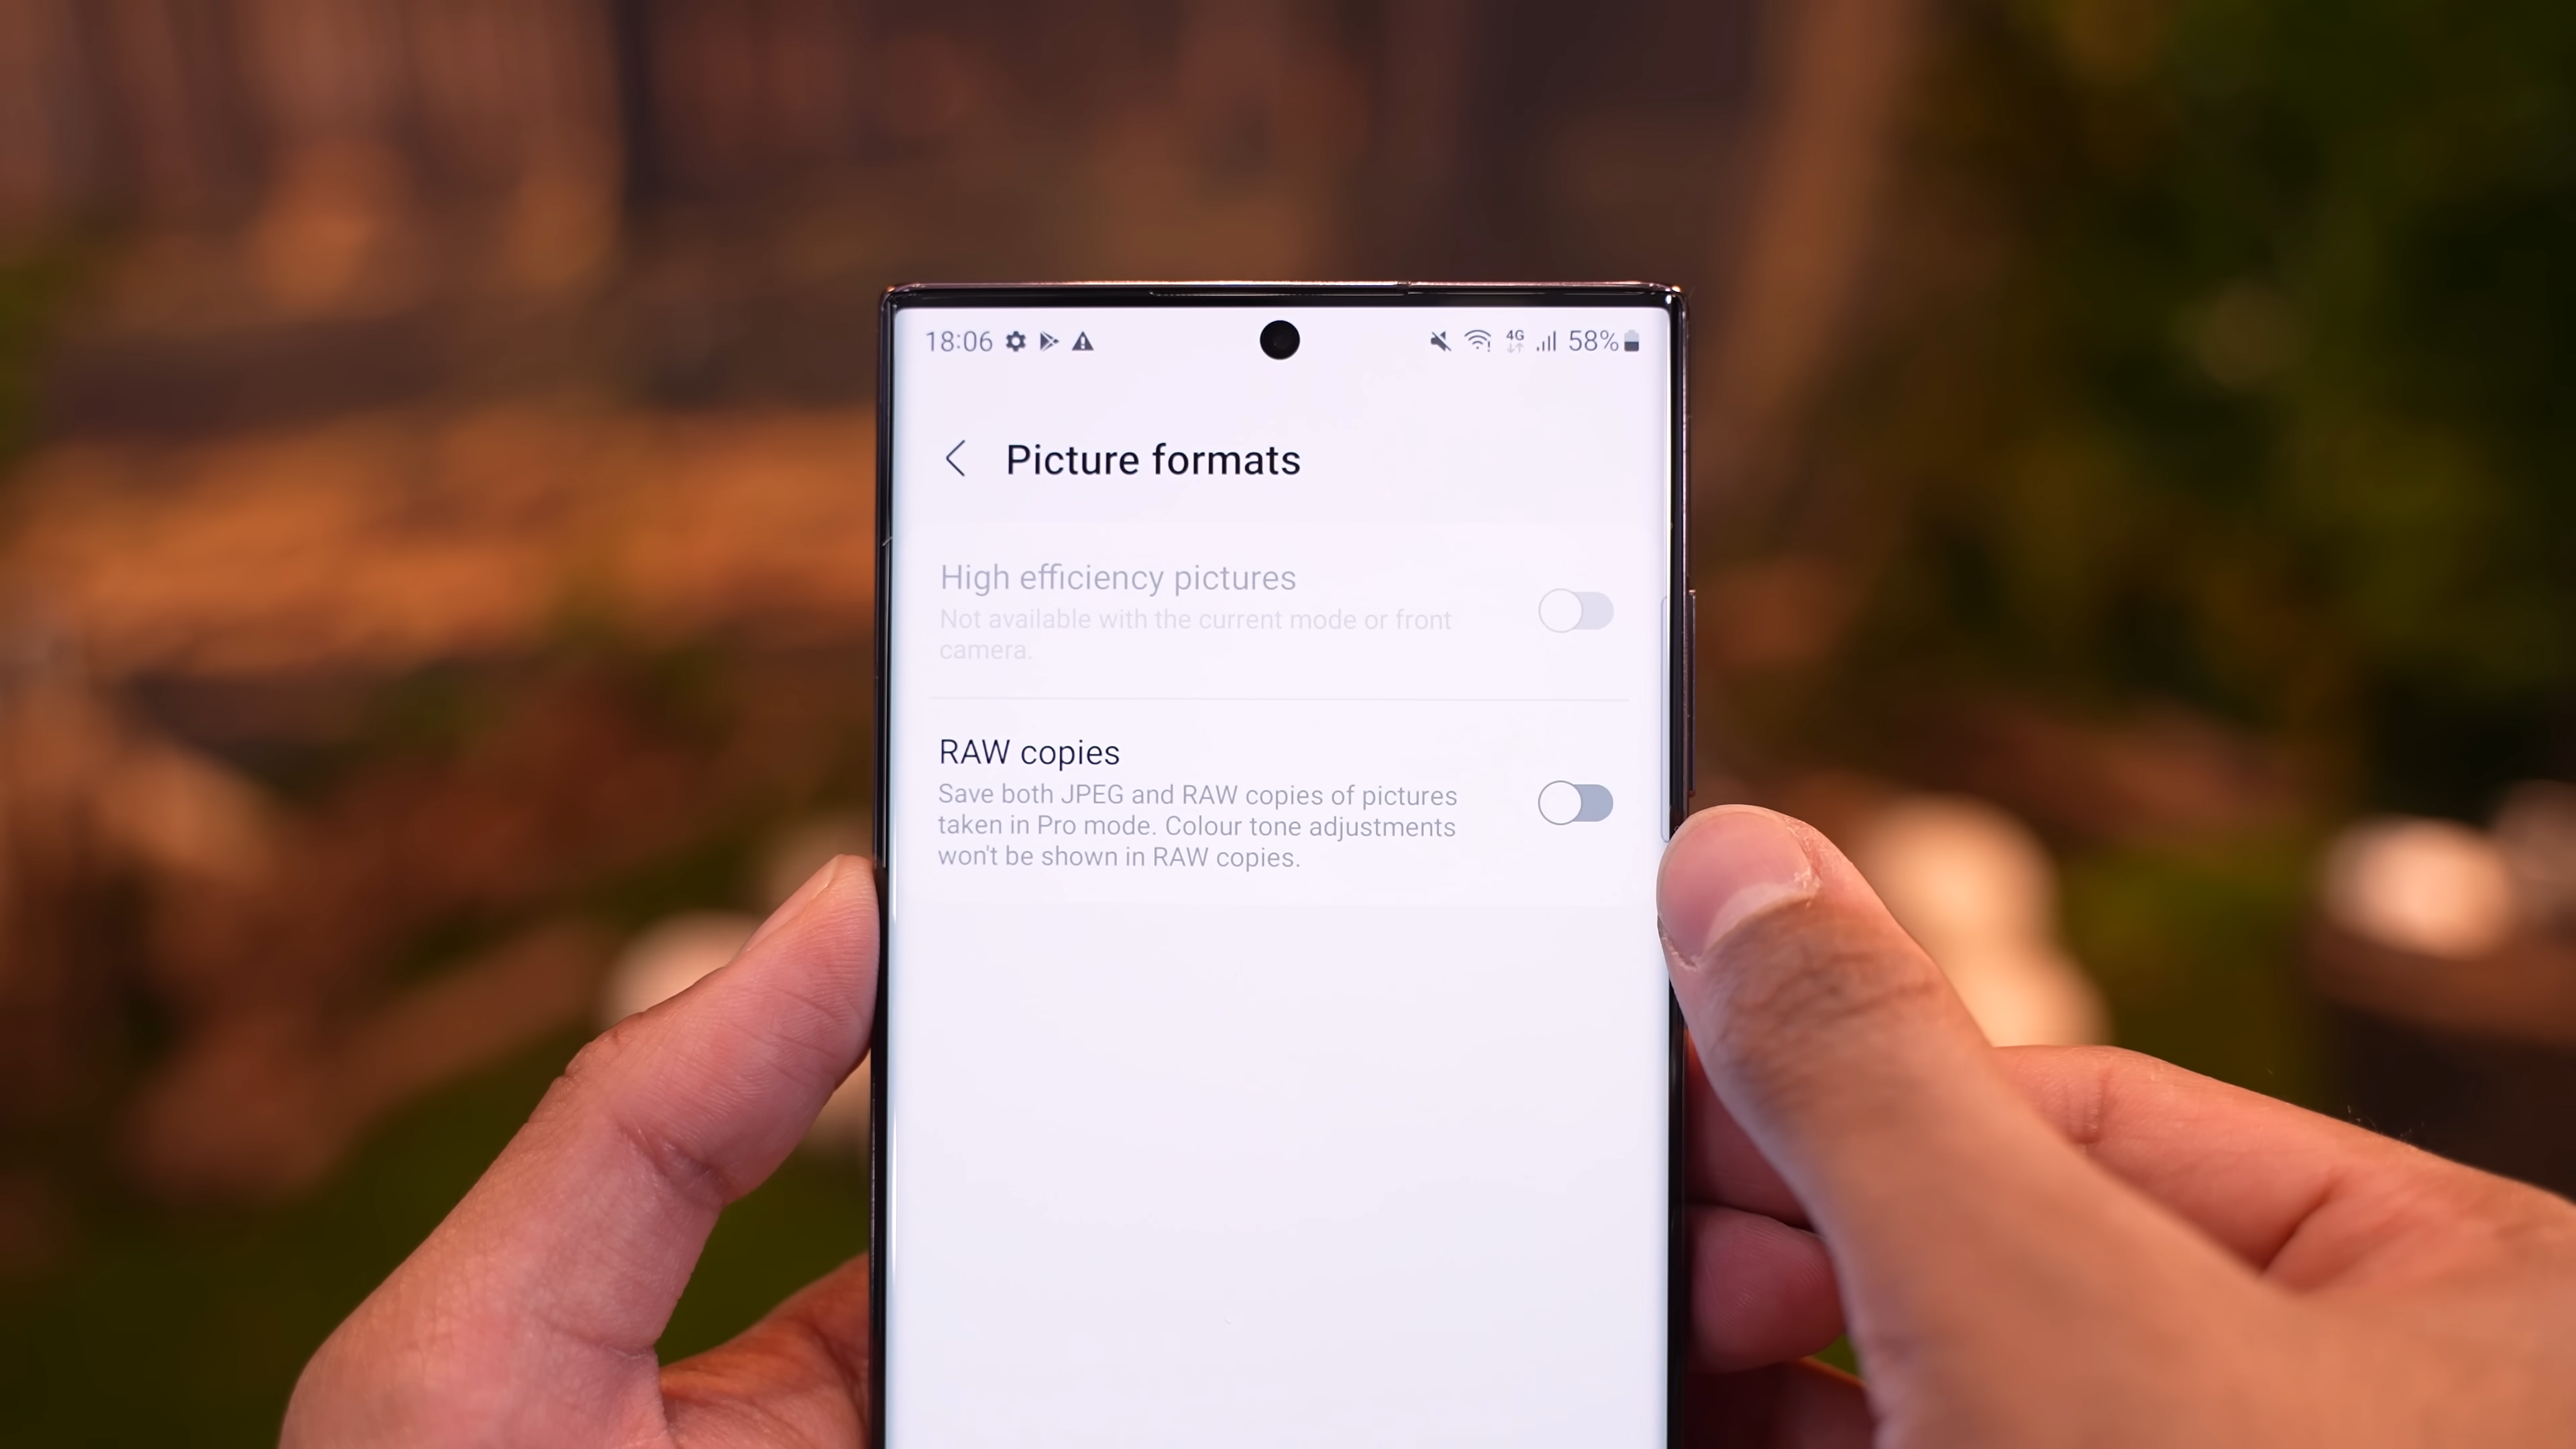 18:06
4G
58%
Picture formats
High efficiency pictures
Not available with the current mode or front
camera.
RAW copies
Save both JPEG and RAW copies of pictures
taken in Pro mode. Colour tone adjustments
won't be shown in RAW copies.